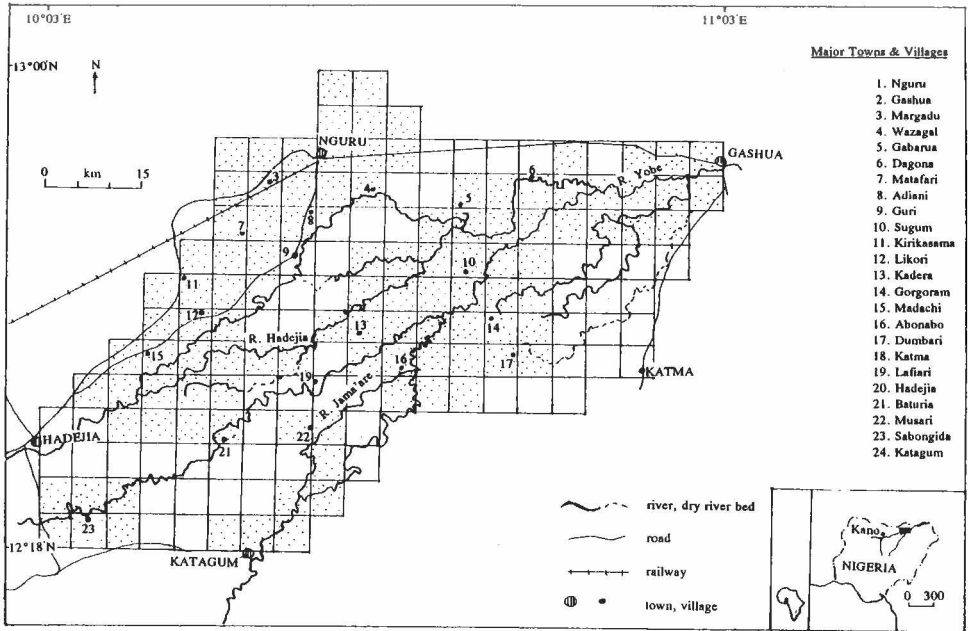 10°03'E
11°03'E
13°00'N
N
Major Towns & Villages
1. Nguru
2. Gashua
3. Margadu
4. Wazagal
5. Gabarua
6. Dagona
7. Matafari
8. Adiani
9. Guri
10. Sugum
11. Kirikasama
12. Likori
13. Kadera
14. Gorgoram
15. Madachi
16. Abonabo
17. Dumbari
18. Katma
19. Lafiari
20. Hadejia
21. Baturia
22. Musari
23. Sabongida
24. Katagum
NGURU
GASHUA
0 km 15
3
4
6
R. Yobe
5
8
7
9
10
11
12
13
14
R. Hadejia
15
16
17
19
KATMA
R. Jama'are
22
HADEJIA
21
23
12°18'N
KATAGUM
river, dry river bed
road
railway
town, village
Kano
NIGERIA
0 300